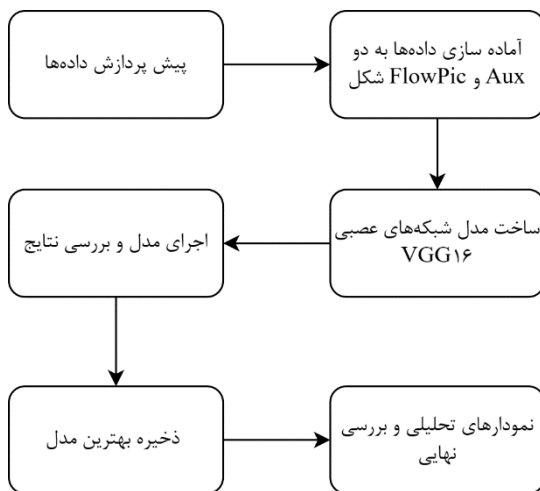 پیش پردازش داده‌ها
آماده سازی داده‌ها به دو
شکل FlowPic و Aux
ساخت مدل شبکه‌های عصبی
VGG۱۶
اجرای مدل و بررسی نتایج
ذخیره بهترین مدل
نمودارهای تحلیلی و بررسی
نهایی